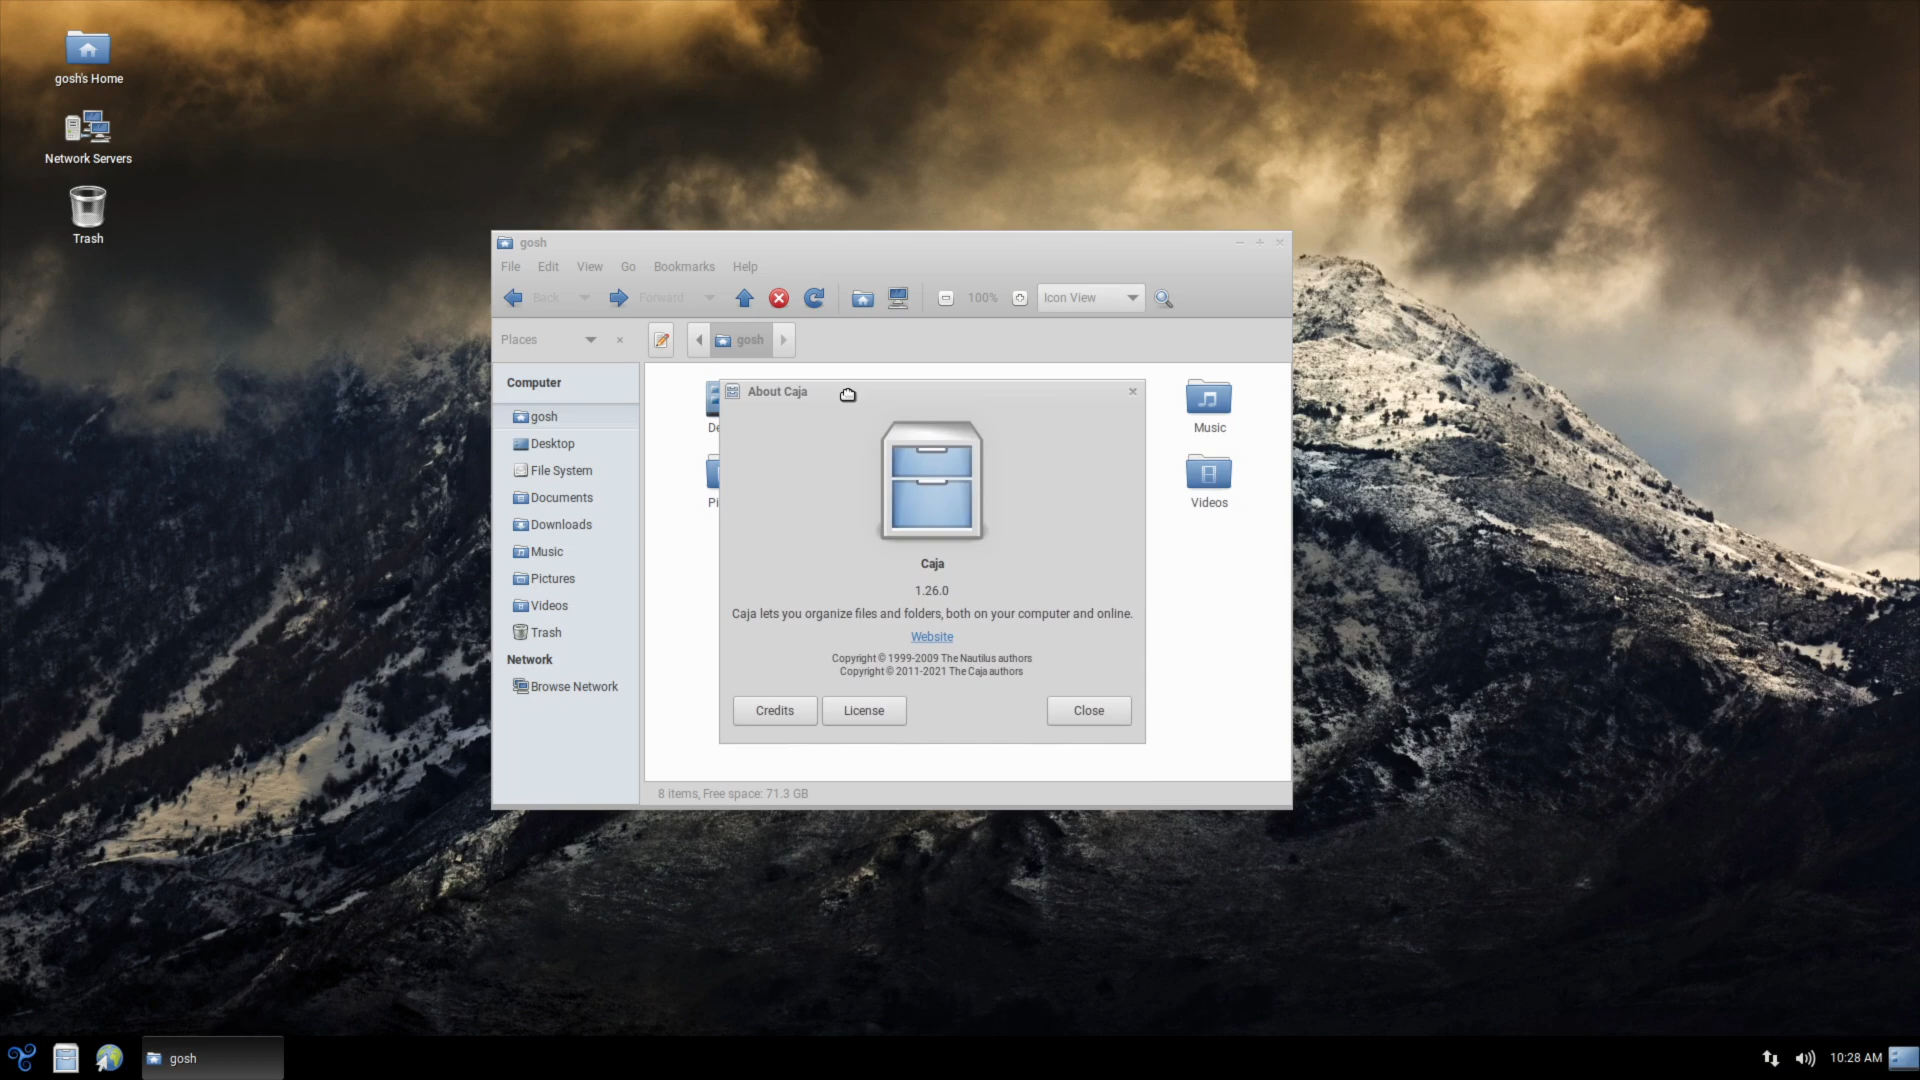 gosh's Home
Network Servers
Trash
gosh
File Edit View Go Bookmarks Help
Back Forward 100% Icon View
Places gosh
Computer
gosh
Desktop
File System
Documents
Downloads
Music
Pictures
Videos
Trash
Network
Browse Network
De
Music
Pi
Videos
About Caja
Caja
1.26.0
Caja lets you organize files and folders, both on your computer and online.
Website
Copyright © 1999-2009 The Nautilus authors
Copyright © 2011-2021 The Caja authors
Credits License Close
8 items, Free space: 71.3 GB
gosh 10:28 AM